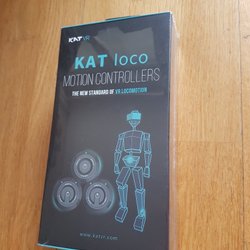 KAT VR
KAT loco
MOTION CONTROLLERS
THE NEW STANDARD OF VR LOCOMOTION
www.katvr.com